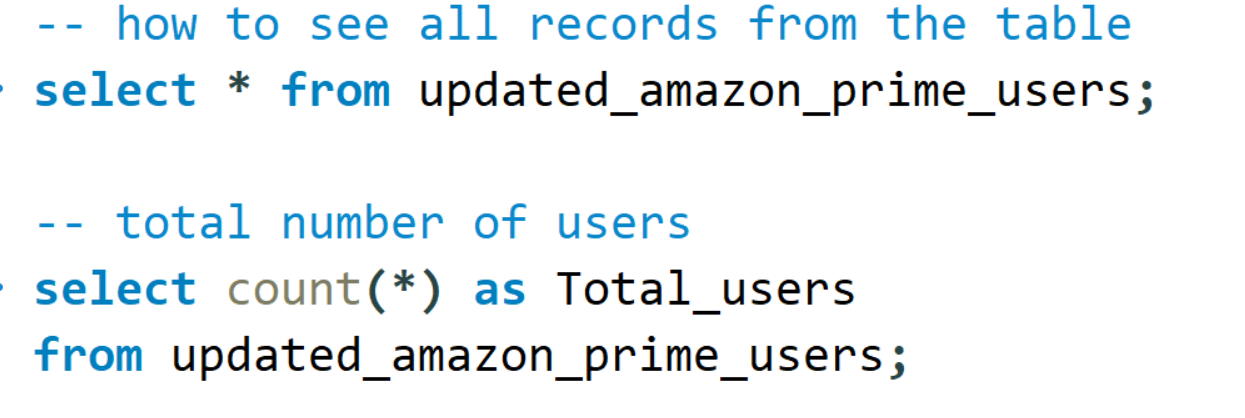 -- how to see all records from the table
select * from updated_amazon_prime_users;
-- total number of users
select count(*) as Total_users
from updated_amazon_prime_users;